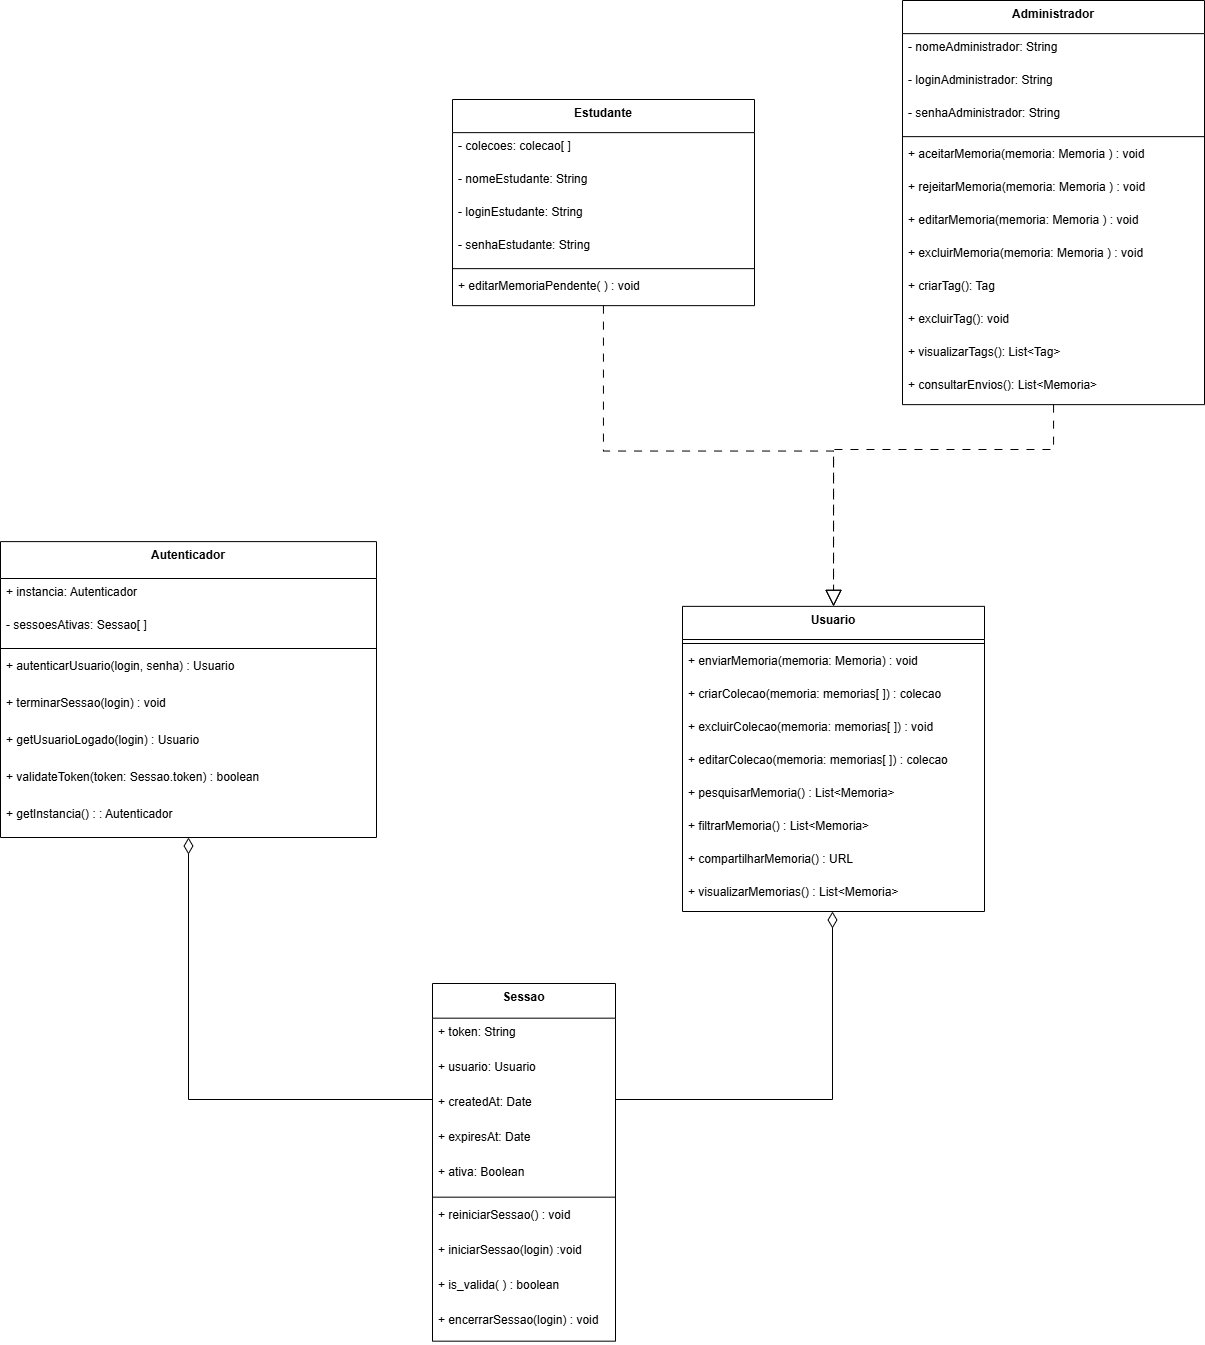 Administrador
- nomeAdministrador: String
- loginAdministrador: String
- senhaAdministrador: String
+ aceitarMemoria(memoria: Memoria ) : void
+ rejeitarMemoria(memoria: Memoria ) : void
+ editarMemoria(memoria: Memoria ) : void
+ excluirMemoria(memoria: Memoria ) : void
+ criarTag(): Tag
+ excluirTag(): void
+ visualizarTags(): List<Tag>
+ consultarEnvios(): List<Memoria>
Estudante
- colecoes: colecao[ ]
- nomeEstudante: String
- loginEstudante: String
- senhaEstudante: String
+ editarMemoriaPendente( ) : void
Autenticador
+ instancia: Autenticador
- sessoesAtivas: Sessao[ ]
+ autenticarUsuario(login, senha) : Usuario
+ terminarSessao(login) : void
+ getUsuarioLogado(login) : Usuario
+ validateToken(token: Sessao.token) : boolean
+ getInstancia() : : Autenticador
Usuario
+ enviarMemoria(memoria: Memoria) : void
+ criarColecao(memoria: memorias[ ]) : colecao
+ excluirColecao(memoria: memorias[ ]) : void
+ editarColecao(memoria: memorias[ ]) : colecao
+ pesquisarMemoria() : List<Memoria>
+ filtrarMemoria() : List<Memoria>
+ compartilharMemoria() : URL
+ visualizarMemorias() : List<Memoria>
Sessao
+ token: String
+ usuario: Usuario
+ createdAt: Date
+ expiresAt: Date
+ ativa: Boolean
+ reiniciarSessao() : void
+ iniciarSessao(login) :void
+ is_valida( ) : boolean
+ encerrarSessao(login) : void